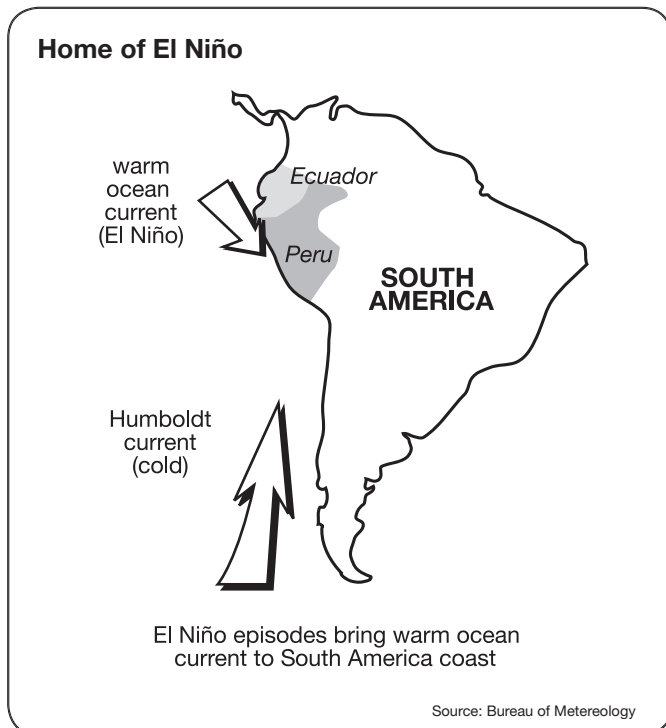 Home of El Niño
warm
ocean
current
(El Niño)
Ecuador
Peru
SOUTH
AMERICA
Humboldt
current
(cold)
El Niño episodes bring warm ocean
current to South America coast
Source: Bureau of Metereology